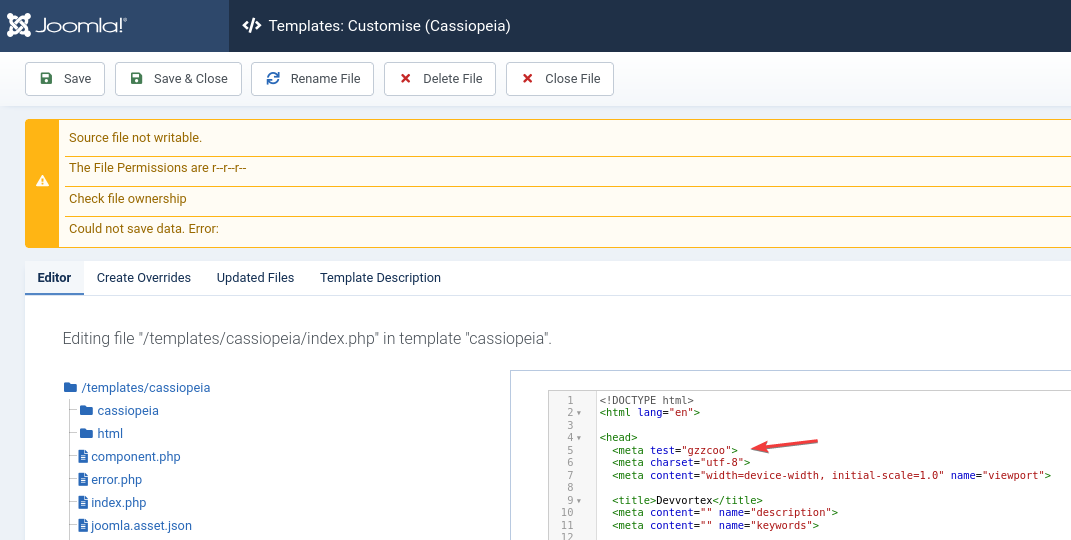 Joomla!® </> Templates: Customise (Cassiopeia)
Save Save & Close Rename File Delete File Close File
Source file not writable.
The File Permissions are r--r--r--
Check file ownership
Could not save data. Error:
Editor Create Overrides Updated Files Template Description
Editing file "/templates/cassiopeia/index.php" in template "cassiopeia".
/templates/cassiopeia
cassiopeia
html
component.php
error.php
index.php
joomla.asset.json
1 <!DOCTYPE html>
2 <html lang="en">
3
4 <head>
5 <meta test="gzzcoo">
6 <meta charset="utf-8">
7 <meta content="width=device-width, initial-scale=1.0" name="viewport">
8
9 <title>Devvortex</title>
10 <meta content="" name="description">
11 <meta content="" name="keywords">
12